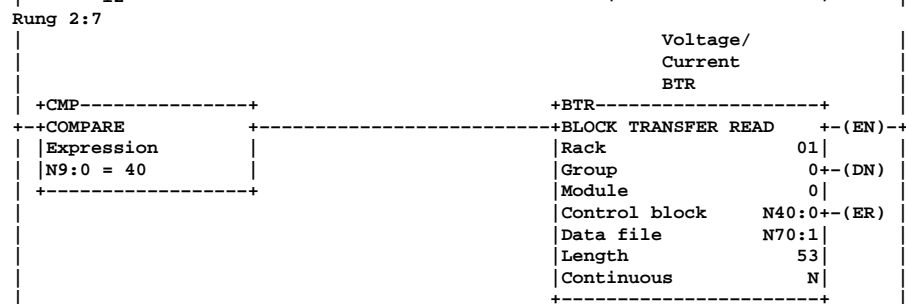 Rung 2:7
|                                                               Voltage/                 |
|                                                               Current                  |
|                                                               BTR                      |
| +CMP---------------+                               +BTR--------------------+           |
+-+COMPARE           +-------------------------------+BLOCK TRANSFER READ    +-(EN)-+
| |Expression        |                               |Rack                 01|      |
| |N9:0 = 40         |                               |Group                 0+-(DN) |
| +------------------+                               |Module                0|      |
|                                                    |Control block     N40:0+-(ER) |
|                                                    |Data file         N70:1|      |
|                                                    |Length               53|      |
|                                                    |Continuous            N|      |
|                                                    +-----------------------+      |